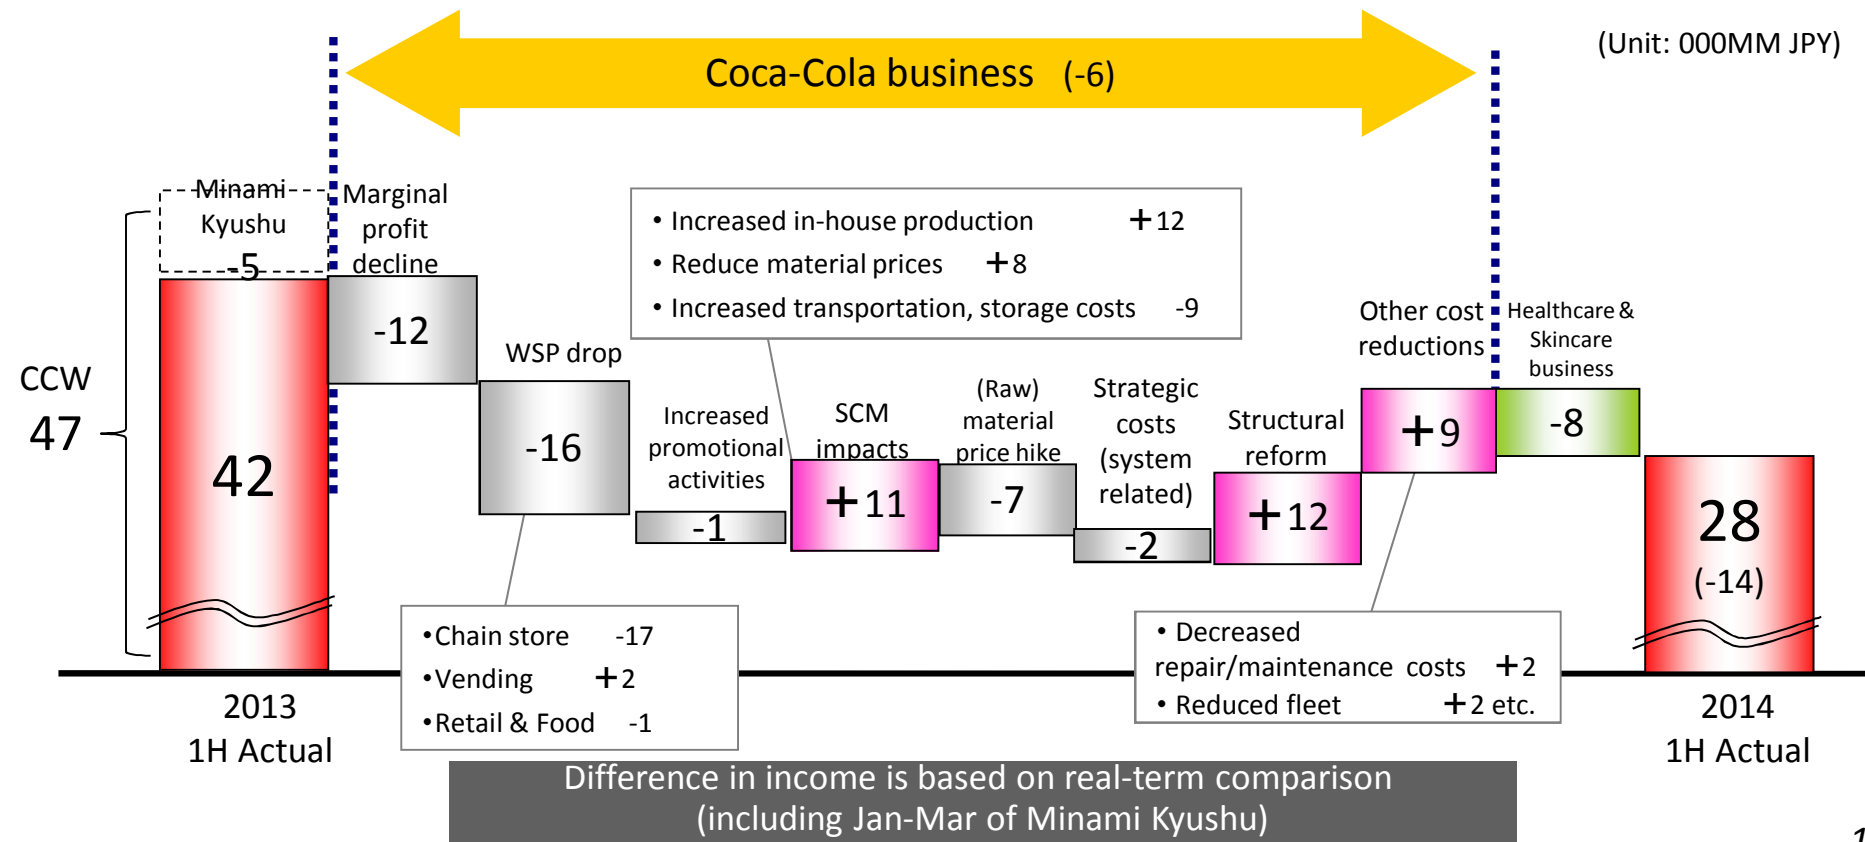 Coca-Cola business (-6)
(Unit: 000MM JPY)
CCW
47
Minami
Kyushu
-5
42
Marginal
profit
decline
-12
WSP drop
-16
•Chain store -17
•Vending +2
•Retail & Food -1
Increased
promotional
activities
-1
• Increased in-house production +12
• Reduce material prices +8
• Increased transportation, storage costs -9
SCM
impacts
+11
(Raw)
material
price hike
-7
Strategic
costs
(system
related)
-2
Structural
reform
+12
Other cost
reductions
+9
• Decreased
repair/maintenance costs +2
• Reduced fleet +2 etc.
Healthcare &
Skincare
business
-8
28
(-14)
2013
1H Actual
2014
1H Actual
Difference in income is based on real-term comparison
(including Jan-Mar of Minami Kyushu)